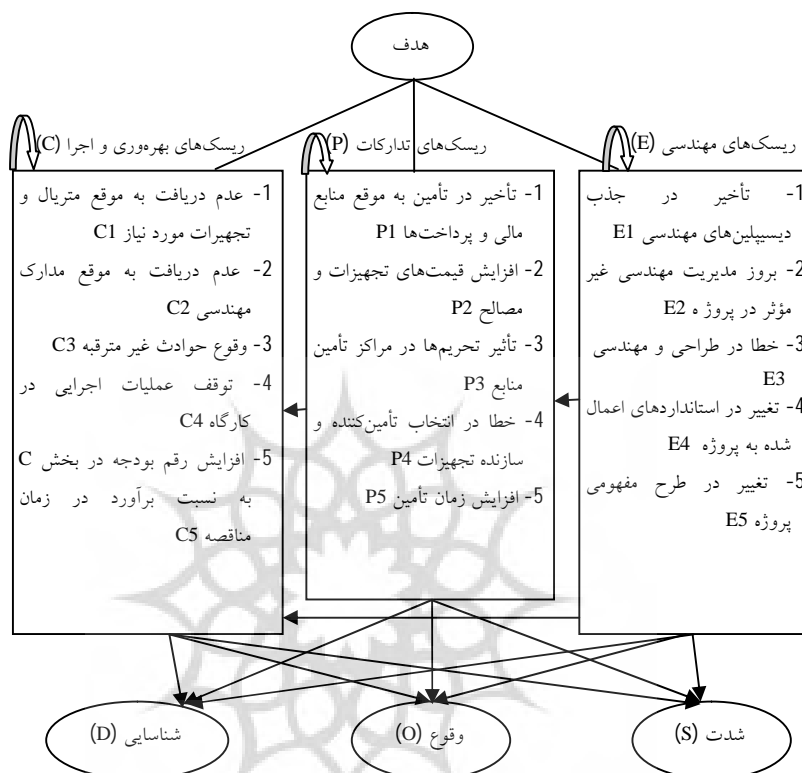 هدف
ریسک‌های مهندسی (E)
1- تأخیر در جذب
دیسیپلین‌های مهندسی E1
2- بروز مدیریت مهندسی غیر
مؤثر در پروژ ه E2
3- خطا در طراحی و مهندسی
E3
4- تغییر در استانداردهای اعمال
شده به پروژه E4
5- تغییر در طرح مفهومی
پروژه E5
ریسک‌های تدارکات (P)
1- تأخیر در تأمین به موقع منابع
مالی و پرداخت‌ها P1
2- افزایش قیمت‌های تجهیزات و
مصالح P2
3- تأثیر تحریم‌ها در مراکز تأمین
منابع P3
4- خطا در انتخاب تأمین‌کننده و
سازنده تجهیزات P4
5- افزایش زمان تأمین P5
ریسک‌های بهره‌وری و اجرا (C)
1- عدم دریافت به موقع متریال و
تجهیرات مورد نیاز C1
2- عدم دریافت به موقع مدارک
مهندسی C2
3- وقوع حوادث غیر مترقبه C3
4- توقف عملیات اجرایی در
کارگاه C4
5- افزایش رقم بودجه در بخش C
به نسبت برآورد در زمان
مناقصه C5
شدت (S)
وقوع (O)
شناسایی (D)